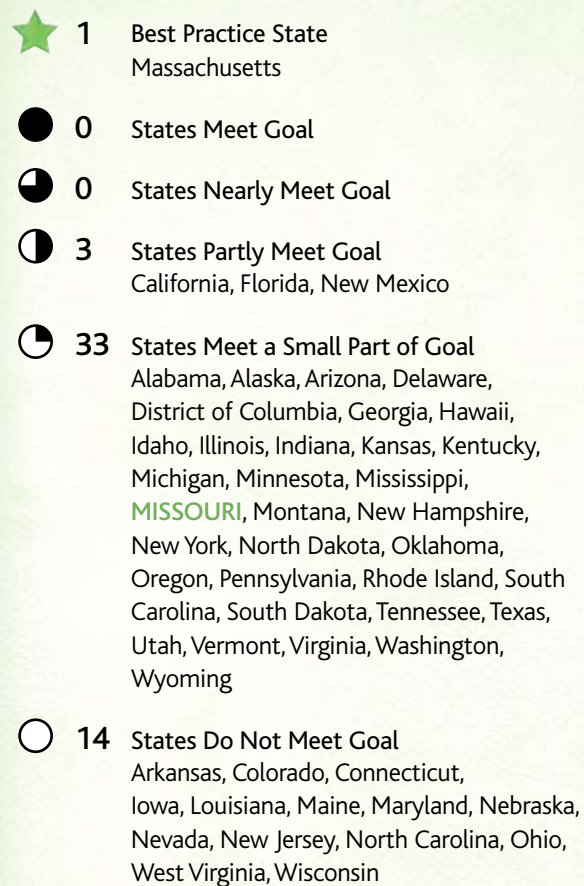 1 Best Practice State
Massachusetts
0 States Meet Goal
0 States Nearly Meet Goal
3 States Partly Meet Goal
California, Florida, New Mexico
33 States Meet a Small Part of Goal
Alabama, Alaska, Arizona, Delaware,
District of Columbia, Georgia, Hawaii,
Idaho, Illinois, Indiana, Kansas, Kentucky,
Michigan, Minnesota, Mississippi,
MISSOURI, Montana, New Hampshire,
New York, North Dakota, Oklahoma,
Oregon, Pennsylvania, Rhode Island, South
Carolina, South Dakota, Tennessee, Texas,
Utah, Vermont, Virginia, Washington,
Wyoming
14 States Do Not Meet Goal
Arkansas, Colorado, Connecticut,
Iowa, Louisiana, Maine, Maryland, Nebraska,
Nevada, New Jersey, North Carolina, Ohio,
West Virginia, Wisconsin